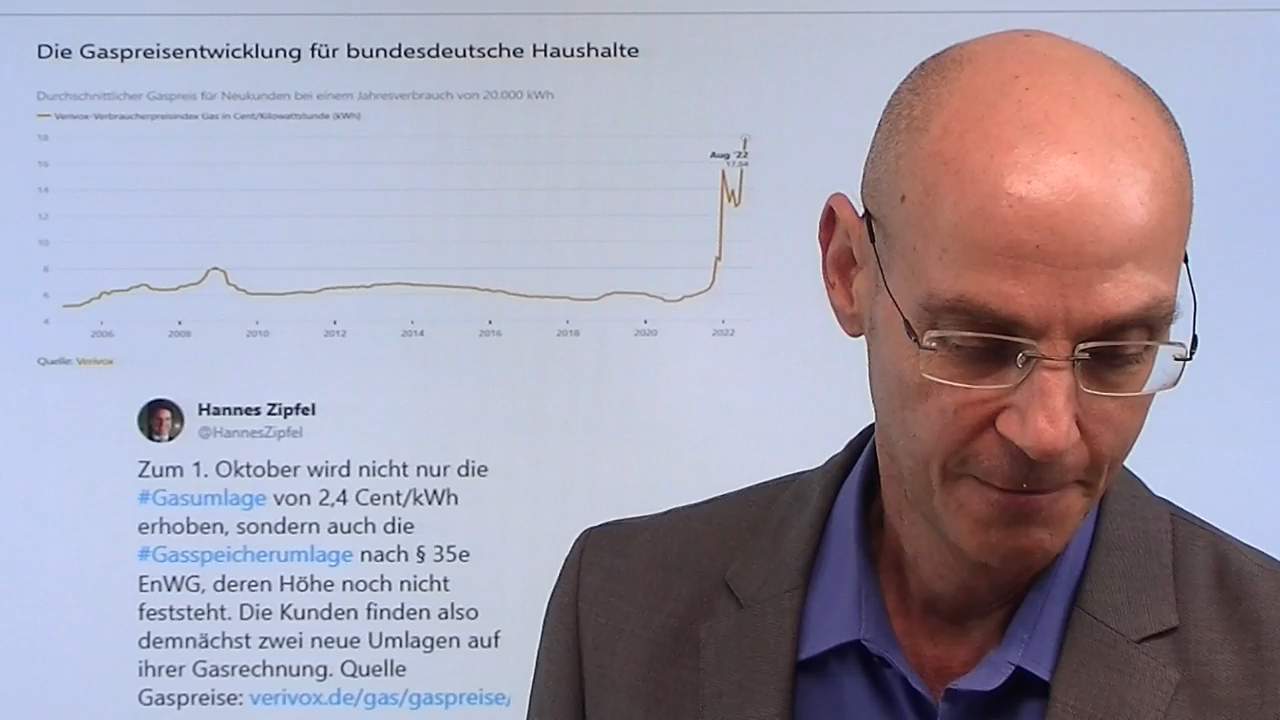 Die Gaspreisentwicklung für bundesdeutsche Haushalte
Durchschnittlicher Gaspreis für Neukunden bei einem Jahresverbrauch von 20.000 kWh
Verivox-Verbraucherpreisindex Gas in Cent/Kilowattstunde (kWh)
18
16
14
12
10
8
6
4
Aug '22
2006 2008 2010 2012 2014 2016 2018 2020 2022
Quelle: Verivox
Hannes Zipfel
@HannesZipfel
Zum 1. Oktober wird nicht nur die
#Gasumlage von 2,4 Cent/kWh
erhoben, sondern auch die
#Gasspeicherumlage nach § 35e
EnWG, deren Höhe noch nicht
feststeht. Die Kunden finden also
demnächst zwei neue Umlagen auf
ihrer Gasrechnung. Quelle
Gaspreise: verivox.de/gas/gaspreise/